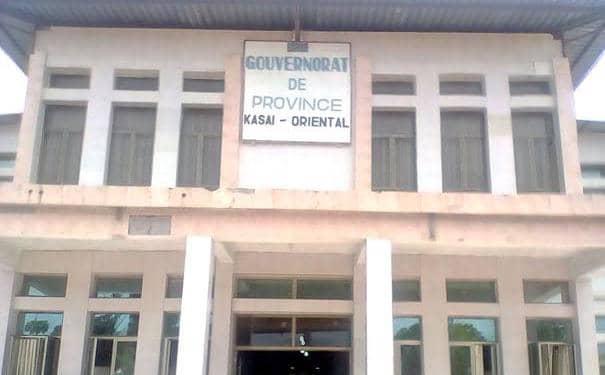 GOUVERNORAT
DE
PROVINCE
KASAI - ORIENTAL